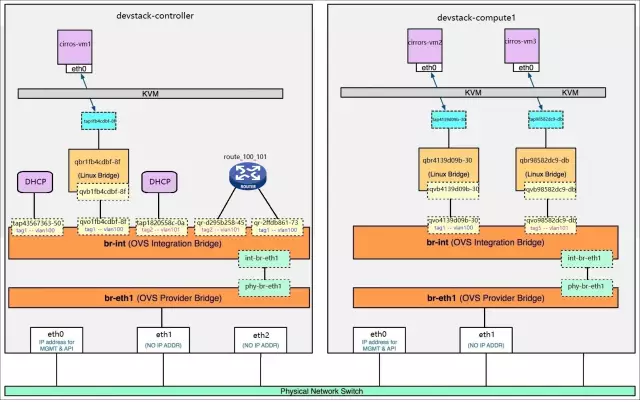 devstack-controller
cirros-vm1
eth0
KVM
tap1fb4cdbf-8f
qbr1fb4cdbf-8f
(Linux Bridge)
qvb1fb4cdbf-8f
DHCP
DHCP
route_100_101
ROUTER
tap43567363-50
tag1 -- vlan100
qvo1fb4cdbf-8f
tag1 -- vlan100
tap1820558c-0a
tag2 -- vlan101
qr-d295b258-45
tag2 -- vlan101
qr-2fdb861-73
tag1 -- vlan100
br-int (OVS Integration Bridge)
int-br-eth1
phy-br-eth1
br-eth1 (OVS Provider Bridge)
eth0
IP address for
MGMT & API
eth1
(NO IP ADDR)
eth2
(NO IP ADDR)
devstack-compute1
cirrors-vm2
eth0
cirros-vm3
eth0
KVM
KVM
tap4139d09b-30
tap98582dc9-db
qbr4139d09b-30
(Linux Bridge)
qvb4139d09b-30
qbr98582dc9-db
(Linux Bridge)
qvb98582dc9-db
qvo4139d09b-30
tag1 -- vlan100
qvo98582dc9-db
tag1 -- vlan101
br-int (OVS Integration Bridge)
int-br-eth1
phy-br-eth1
br-eth1 (OVS Provider Bridge)
eth0
IP address for
MGMT & API
eth1
(NO IP ADDR)
Physical Network Switch